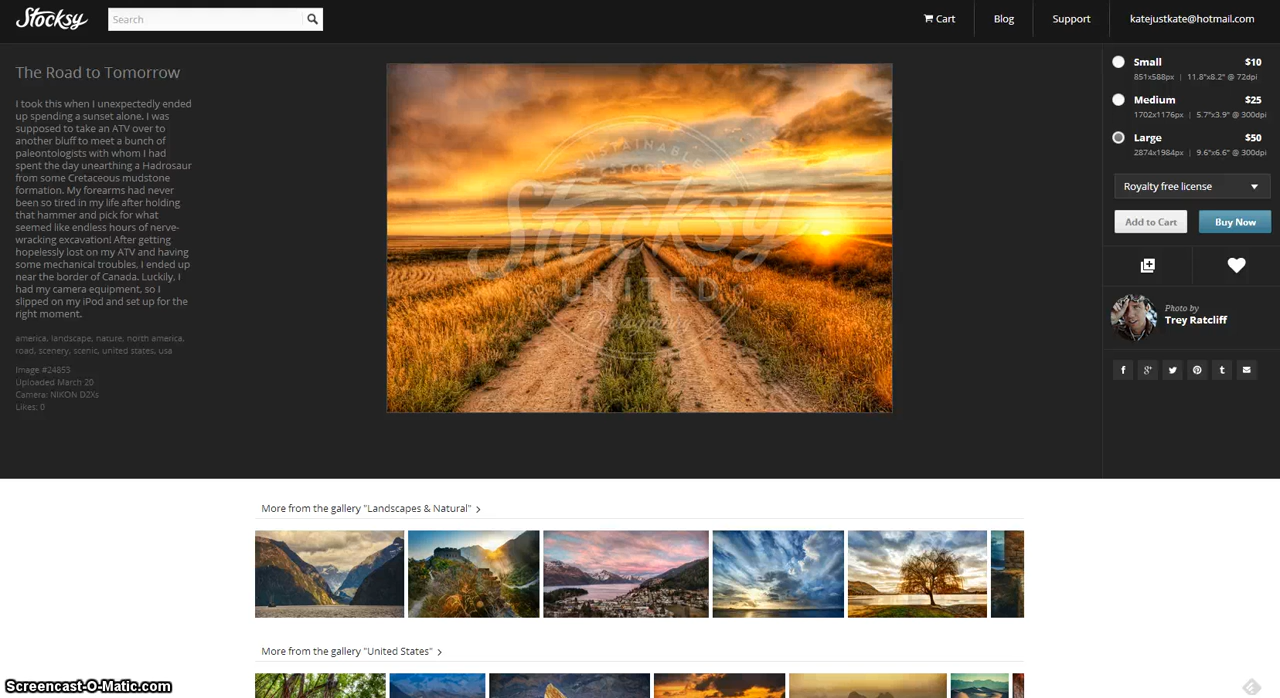 Stocksy
Search
Cart
Blog
Support
katejustkate@hotmail.com
The Road to Tomorrow
I took this when I unexpectedly ended
up spending a sunset alone. I was
supposed to take an ATV over to
another bluff to meet a bunch of
paleontologists with whom I had
spent the day unearthing a Hadrosaur
from some Cretaceous mudstone
formation. My forearms had never
been so tired in my life after holding
that hammer and pick for what
seemed like endless hours of nerve-
wracking excavation! After getting
hopelessly lost on my ATV and having
some mechanical troubles, I ended up
near the border of Canada. Luckily, I
had my camera equipment, so I
slipped on my iPod and set up for the
right moment.
america, landscape, nature, north america,
road, scenery, scenic, united states, usa
Image #24853
Uploaded March 20
Camera: NIKON D2Xs
Likes: 0
SUSTAINABLE
Stocksy
UNITED
Photography
Small $10
851x588px | 11.8"x8.2" @ 72dpi
Medium $25
1702x1176px | 5.7"x3.9" @ 300dpi
Large $50
2874x1984px | 9.6"x6.6" @ 300dpi
Royalty free license
Add to Cart
Buy Now
Photo by
Trey Ratcliff
More from the gallery "Landscapes & Natural" >
More from the gallery "United States" >
Screencast-O-Matic.com